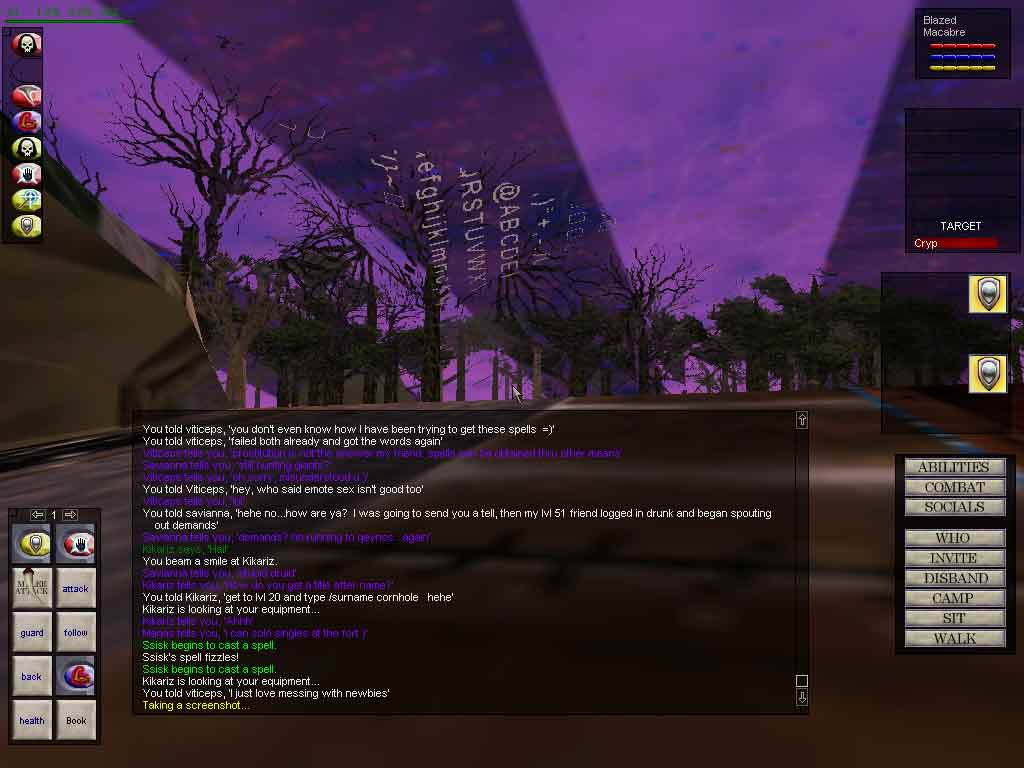 Blazed
Macabre
TARGET
Cryp
efghijklmn
RSTUVWX
@ABCDE
You told viticeps, 'you don't even know how I have been trying to get these spells =)'
You told viticeps, 'failed both already and got the words again'
Viticeps tells you, 'prostitution is not the answer my friend, spells can be obtained thru other means'
Savianna tells you, 'still hunting giants?'
Viticeps tells you, 'oh sorry, misunderstood u:)'
You told Viticeps, 'hey, who said emote sex isn't good too'
Viticeps tells you, 'lol'
You told savianna, 'hehe no...how are ya? I was going to send you a tell, then my lvl 51 friend logged in drunk and began spouting
out demands'
Savianna tells you, 'demands? no running to qeynos...again'
Kikariz says, 'Hail'
You beam a smile at Kikariz.
Savianna tells you, 'stupid druid'
Kikariz tells you, 'How do you get a title after name?'
You told Kikariz, 'get to lvl 20 and type /surname cornhole hehe'
Kikariz is looking at your equipment...
Kikariz tells you, 'Ahhh'
tells you, 'i can solo singles at the fort :)'
Ssisk begins to cast a spell.
Ssisk's spell fizzles!
Ssisk begins to cast a spell.
Kikariz is looking at your equipment...
You told viticeps, 'I just love messing with newbies'
Taking a screenshot...
1
attack
guard
follow
back
health
Book
ABILITIES
COMBAT
SOCIALS
WHO
INVITE
DISBAND
CAMP
SIT
WALK